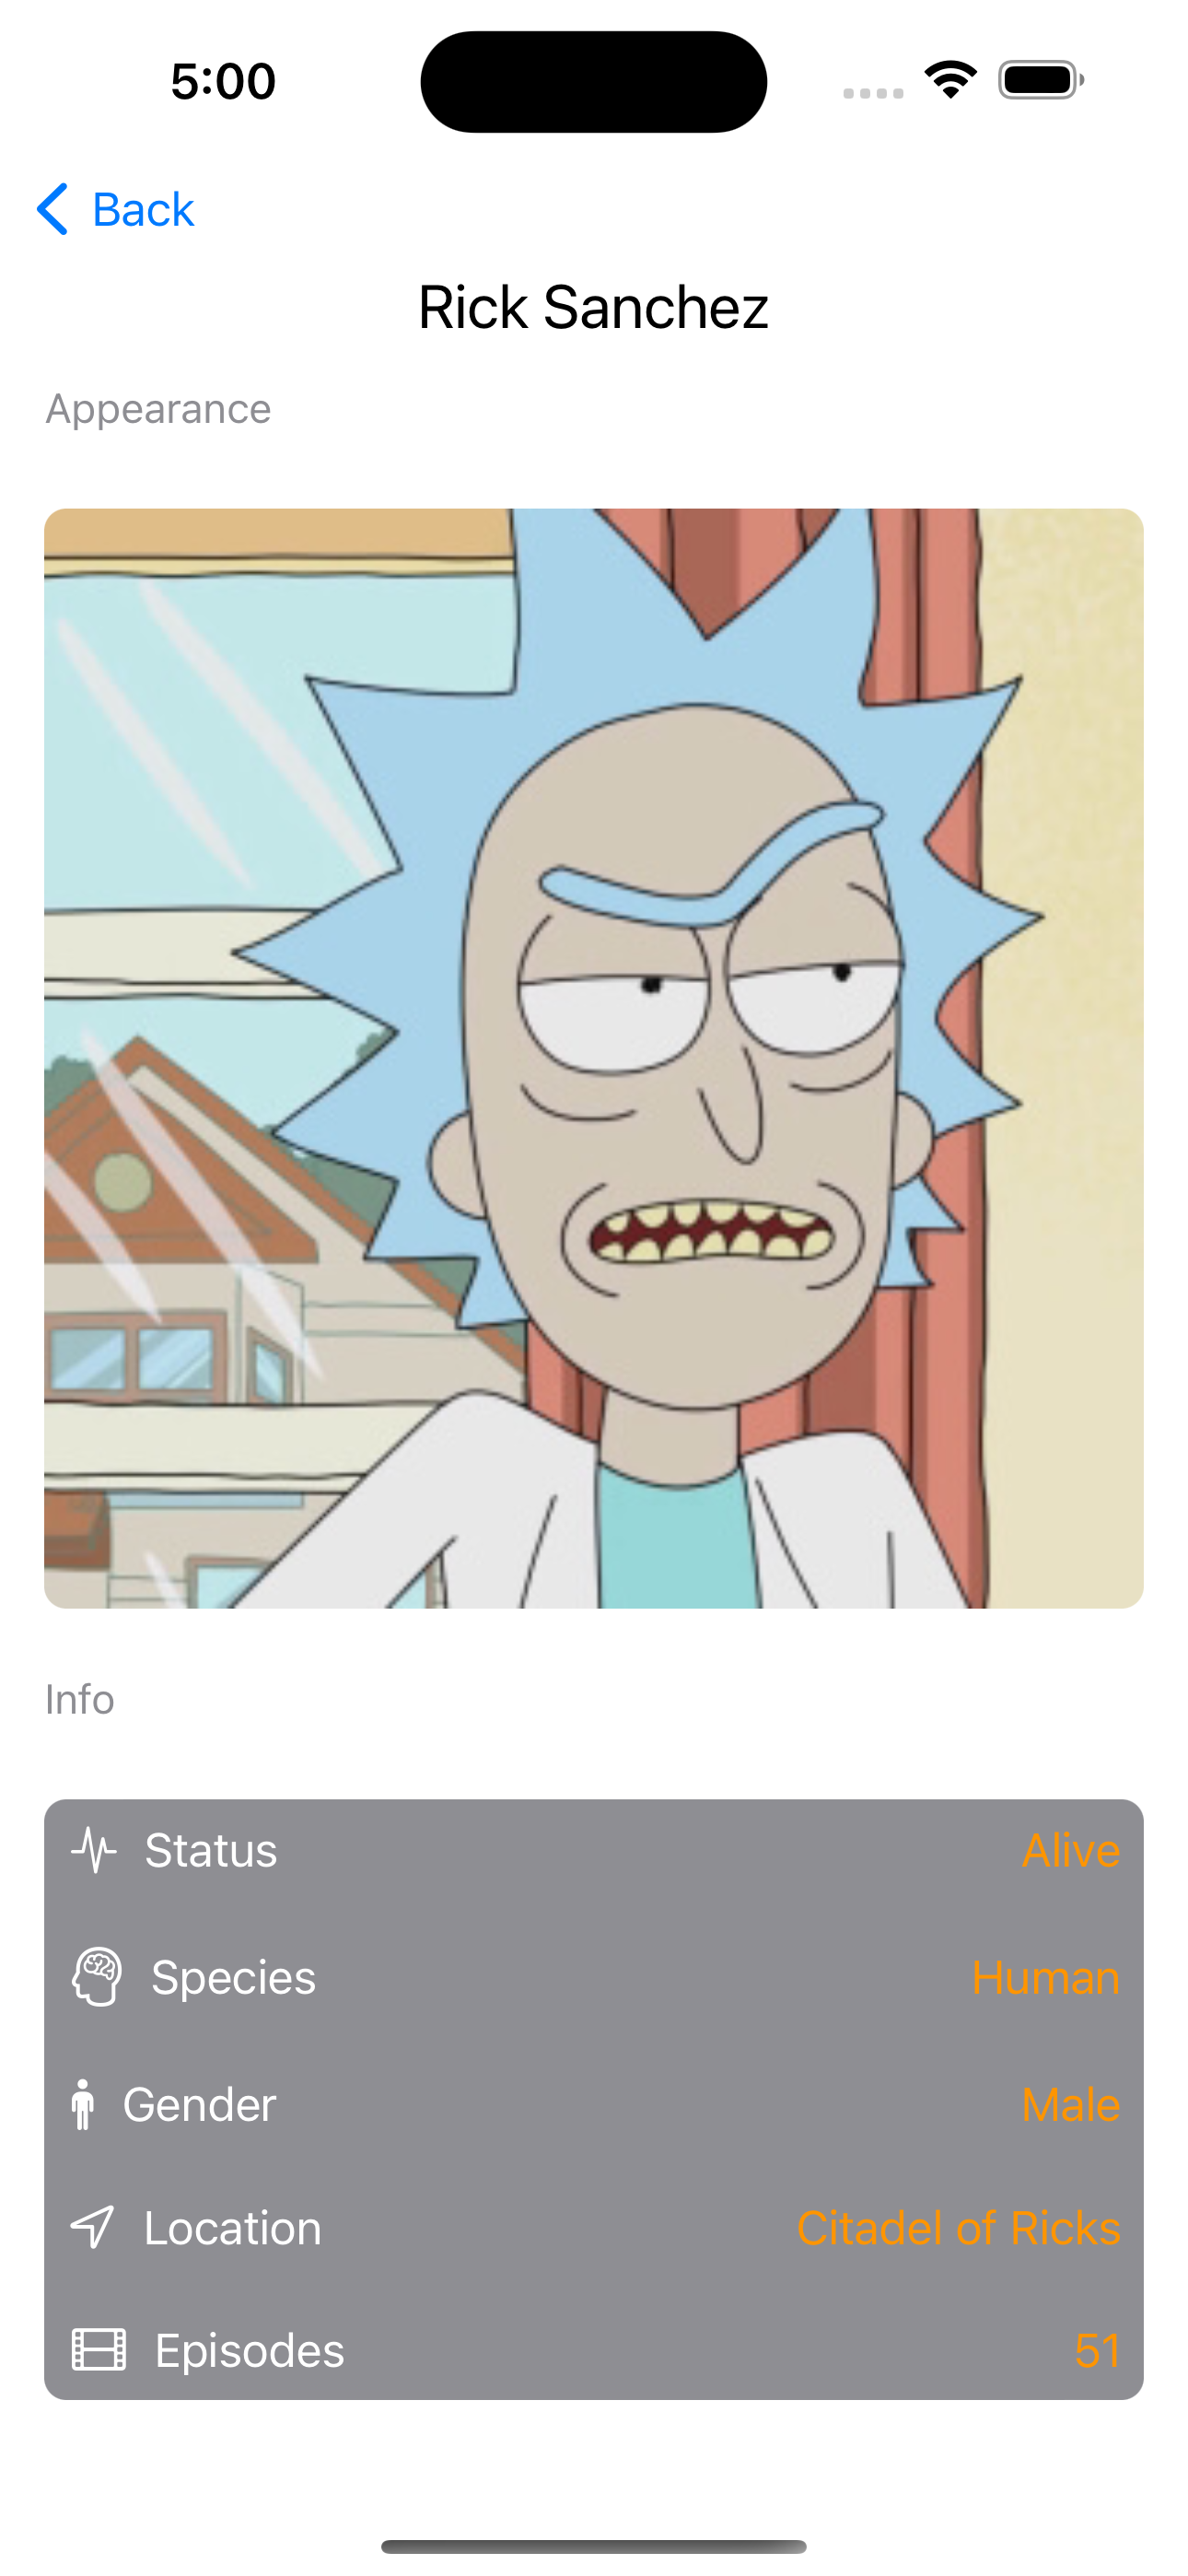 5:00
Back
Rick Sanchez
Appearance
Info
Status Alive
Species Human
Gender Male
Location Citadel of Ricks
Episodes 51